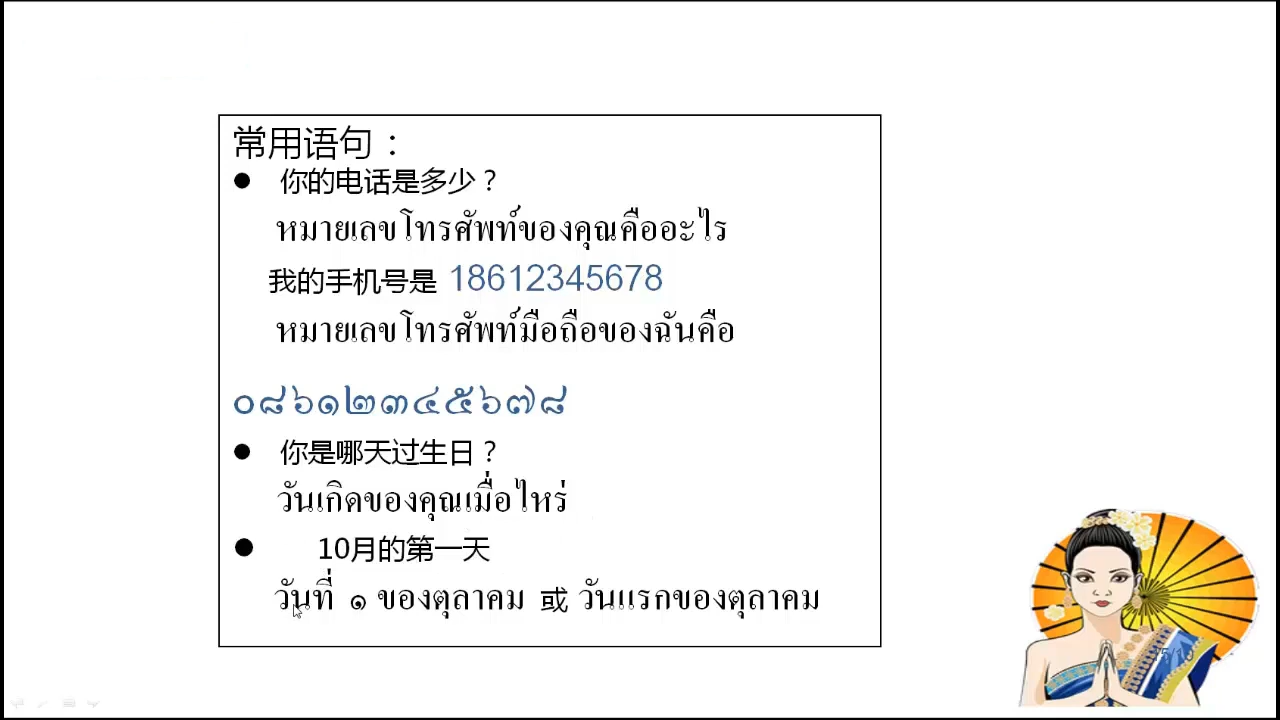 常用语句：
● 你的电话是多少？
หมายเลขโทรศัพท์ของคุณคืออะไร
我的手机号是 18612345678
หมายเลขโทรศัพท์มือถือของฉันคือ
๐๘๖๑๒๓๔๕๖๗๘
● 你是哪天过生日？
วันเกิดของคุณเมื่อไหร่
● 10月的第一天
วันที่ ๑ ของตุลาคม 或 วันแรกของตุลาคม